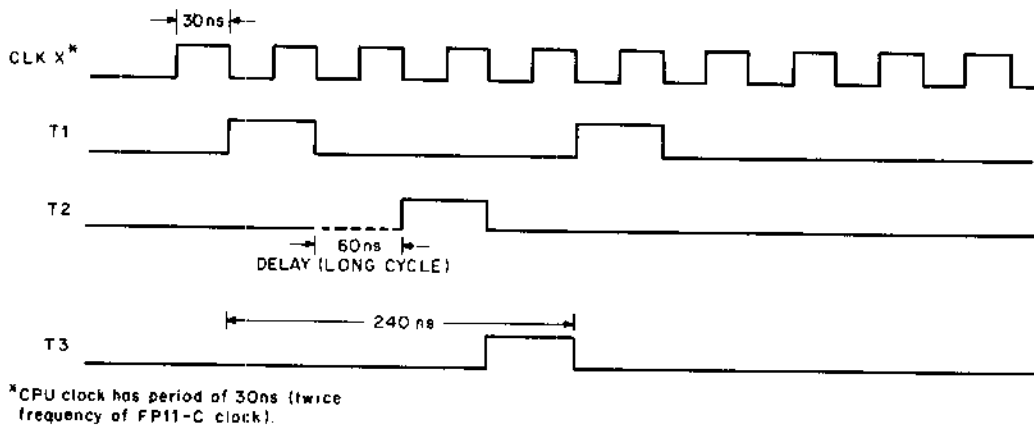 30ns
CLK X*
T1
T2
60ns
DELAY (LONG CYCLE)
240 ns
T3
*CPU clock has period of 30ns (twice
frequency of FP11-C clock).